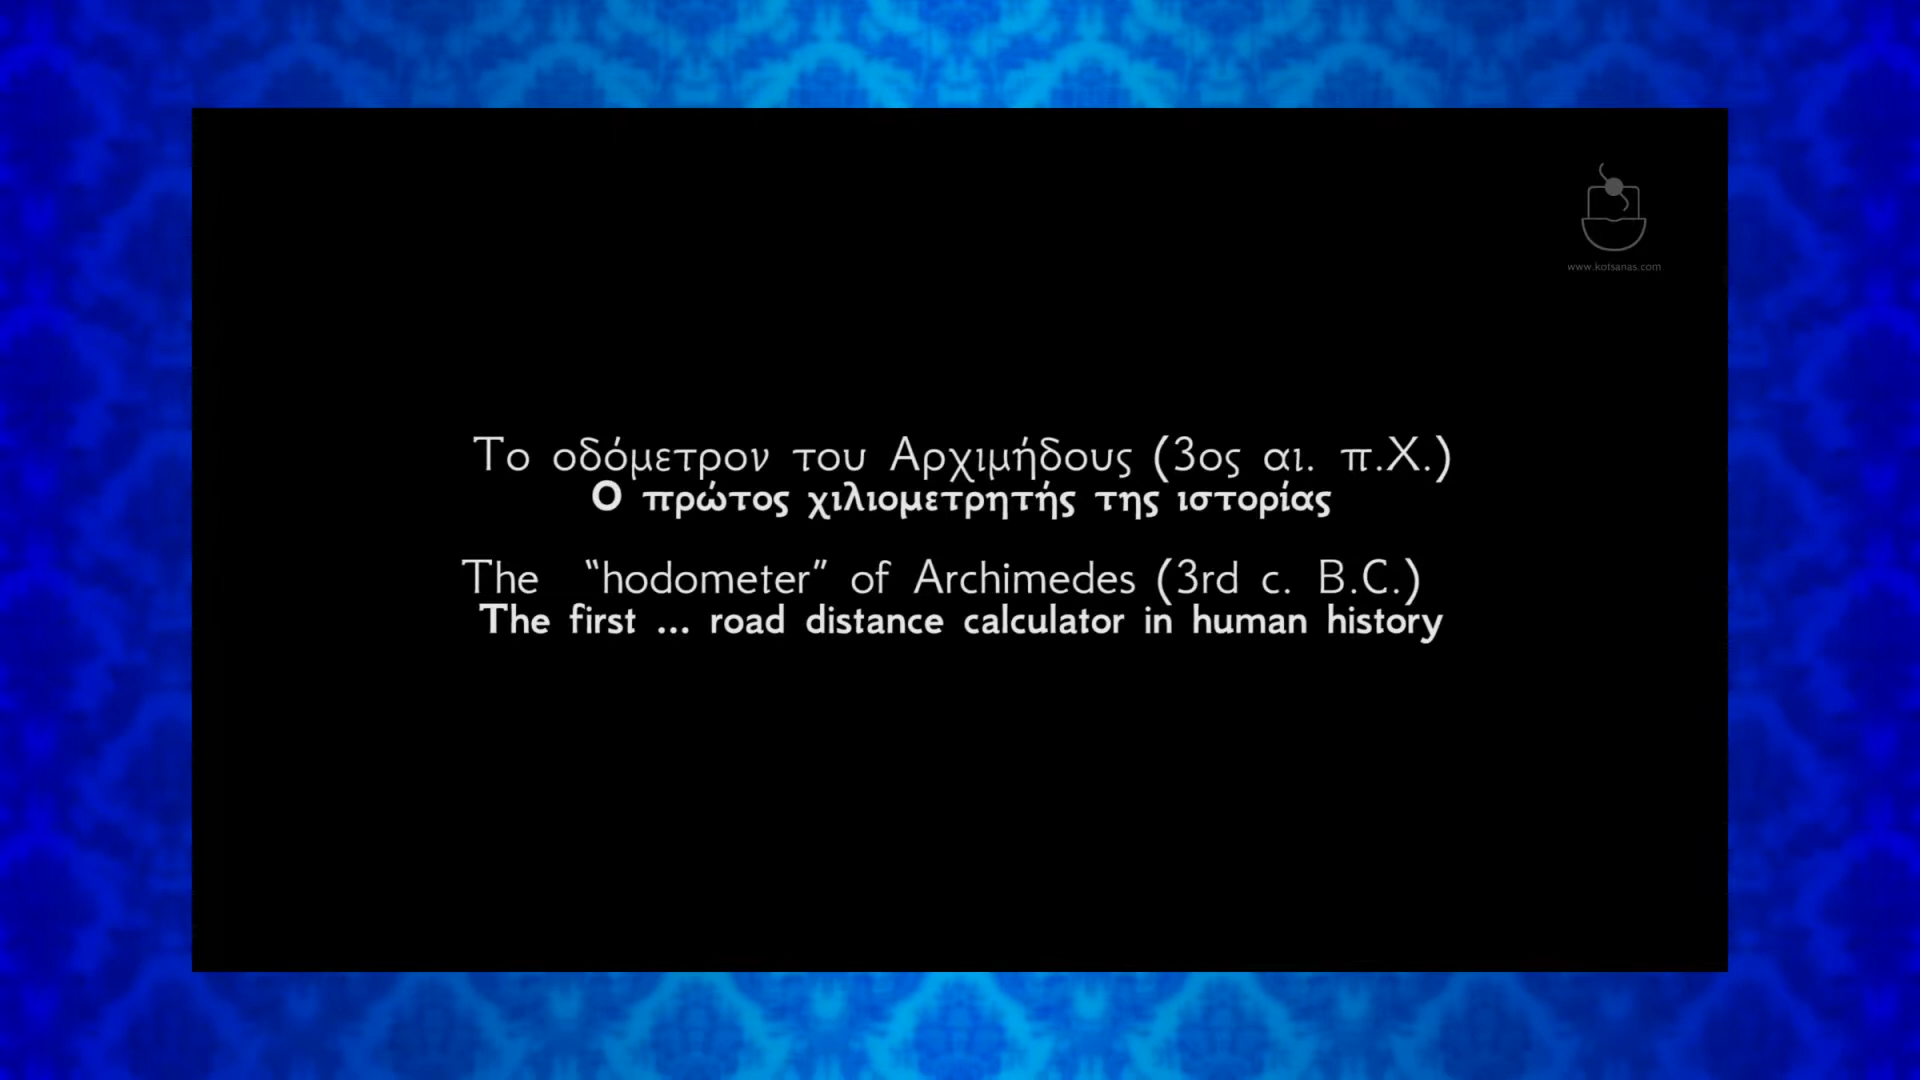 www.kotsanas.com
Το οδόμετρον του Αρχιμήδους (3ος αι. π.Χ.)
Ο πρώτος χιλιομετρητής της ιστορίας
The “hodometer” of Archimedes (3rd c. B.C.)
The first ... road distance calculator in human history